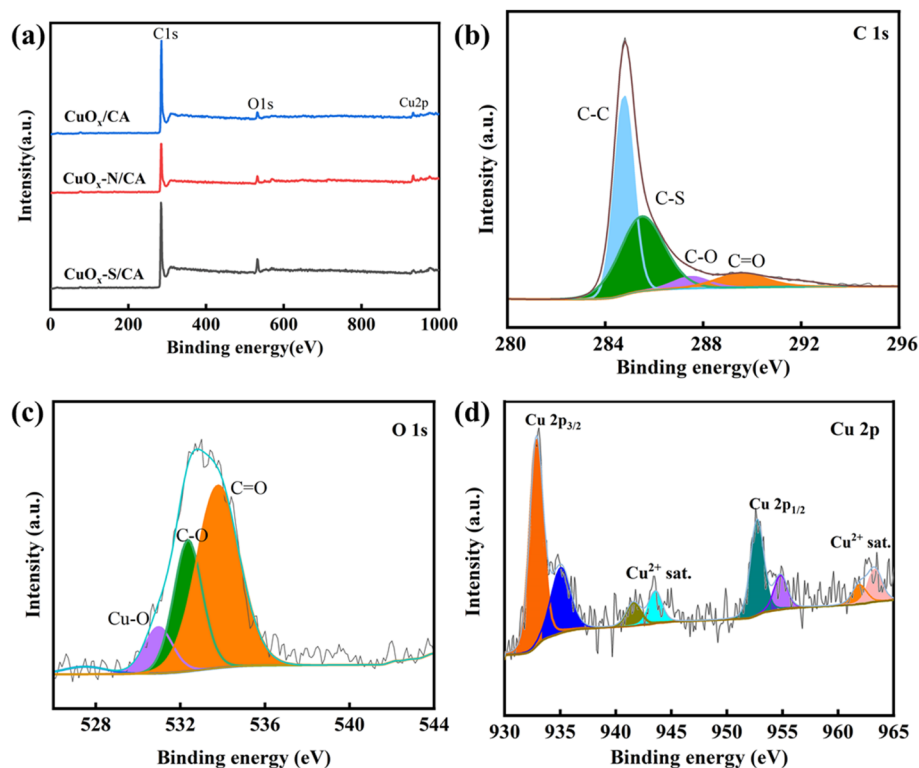 (a)
C1s
O1s
Cu2p
CuOx/CA
CuOx-N/CA
CuOx-S/CA
Intensity(a.u.)
0 200 400 600 800 1000
Binding energy(eV)
(b)
C 1s
C-C
C-S
C-O
C=O
Intensity (a.u.)
280 284 288 292 296
Binding energy(eV)
(c)
O 1s
C=O
C-O
Cu-O
Intensity (a.u.)
528 532 536 540 544
Binding energy (eV)
(d)
Cu 2p3/2
Cu 2p
Cu 2p1/2
Cu2+ sat.
Cu2+ sat.
Intensity (a.u.)
930 935 940 945 950 955 960 965
Binding energy (eV)